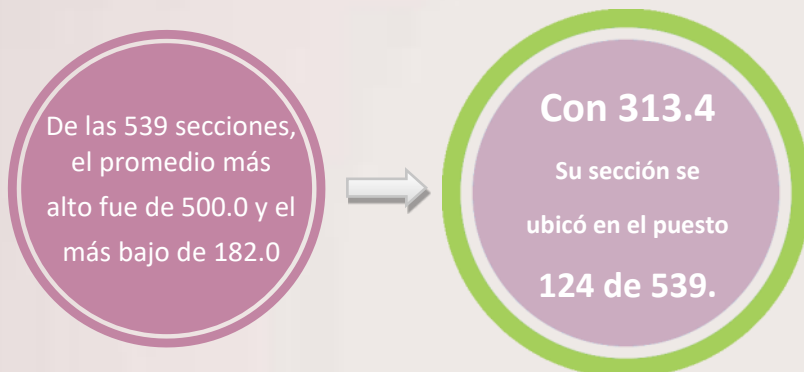 De las 539 secciones,
el promedio más
alto fue de 500.0 y el
más bajo de 182.0
Con 313.4
Su sección se
ubicó en el puesto
124 de 539.